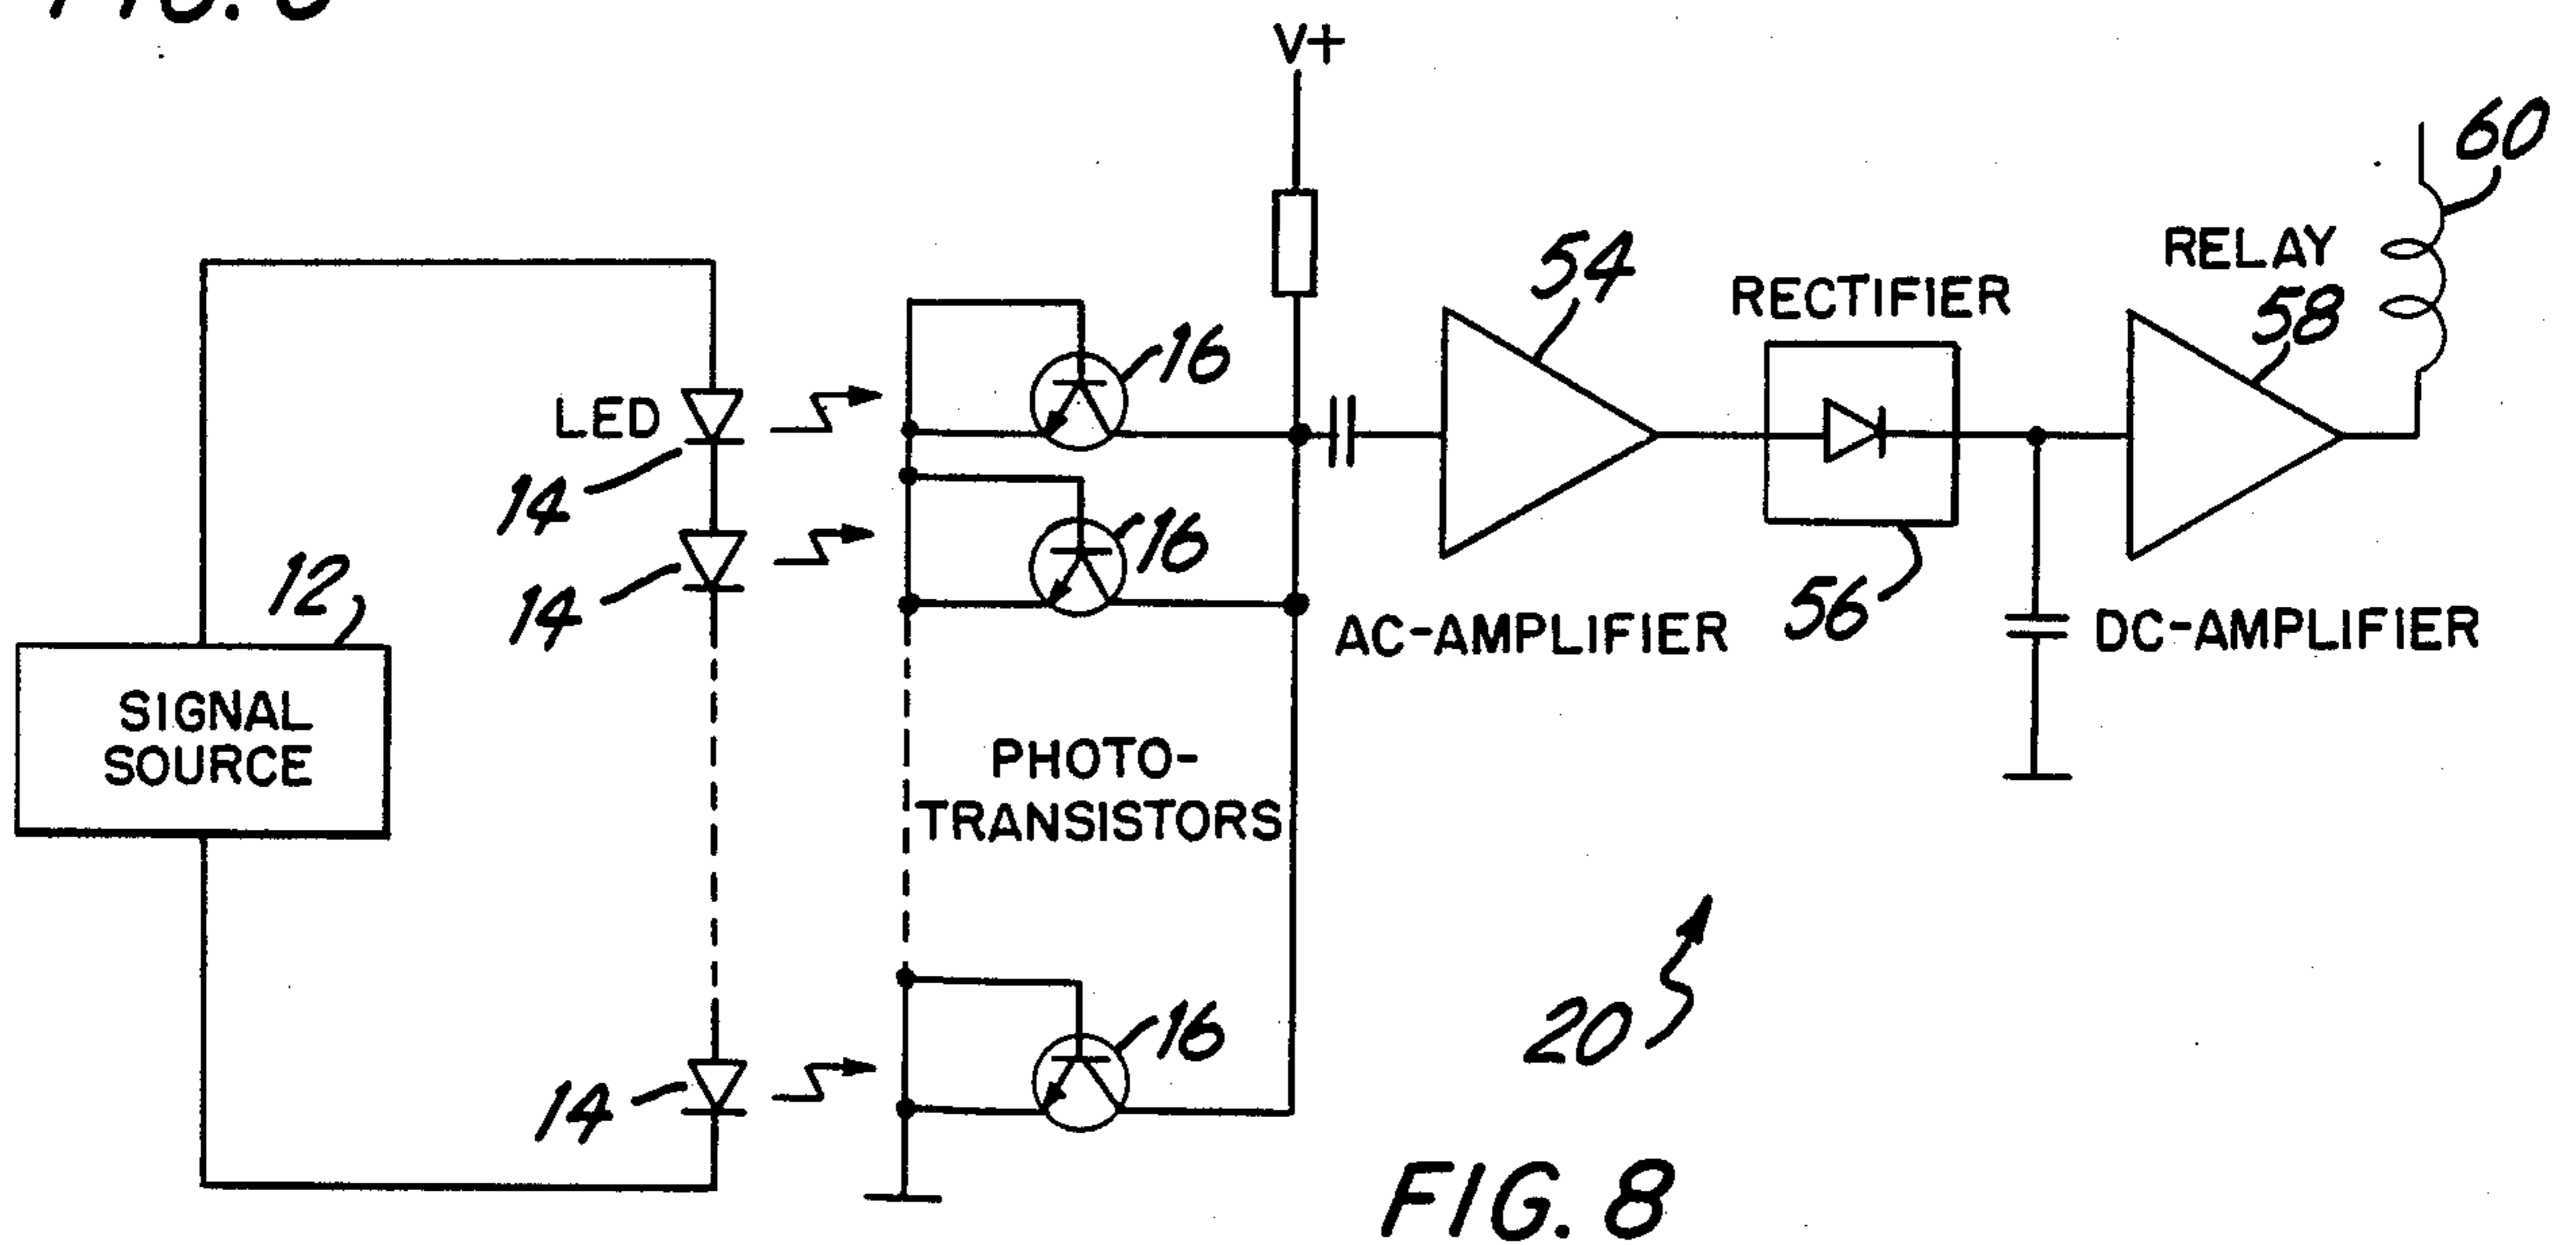 V+
60
54
RELAY
RECTIFIER
58
16
LED
14
16
12
14
56
AC-AMPLIFIER
DC-AMPLIFIER
SIGNAL
SOURCE
PHOTO-
TRANSISTORS
20
16
14
FIG. 8